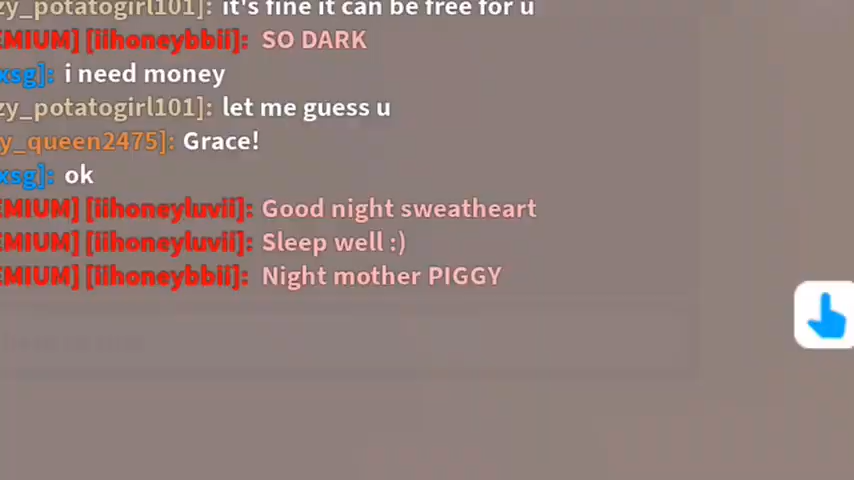 zy_potatogirl101]: it's fine it can be free for u
EMIUM] [iihoneybbii]: SO DARK
xsg]: i need money
zy_potatogirl101]: let me guess u
y_queen2475]: Grace!
xsg]: ok
EMIUM] [iihoneyluvii]: Good night sweatheart
EMIUM] [iihoneyluvii]: Sleep well :)
EMIUM] [iihoneybbii]: Night mother PIGGY